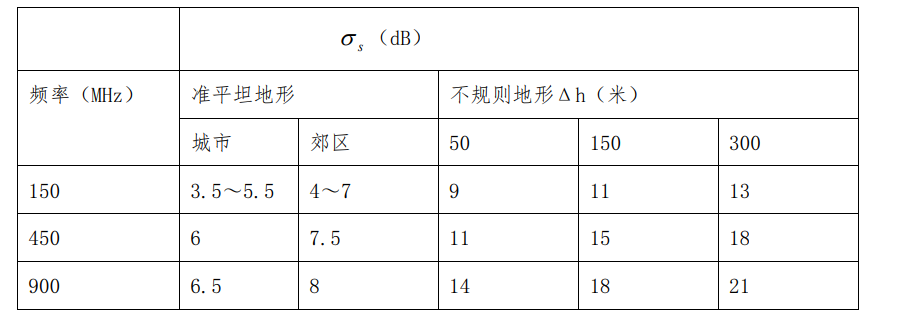 σs（dB）
频率（MHz） 准平坦地形 不规则地形Δh（米）
城市 郊区 50 150 300
150 3.5～5.5 4～7 9 11 13
450 6 7.5 11 15 18
900 6.5 8 14 18 21